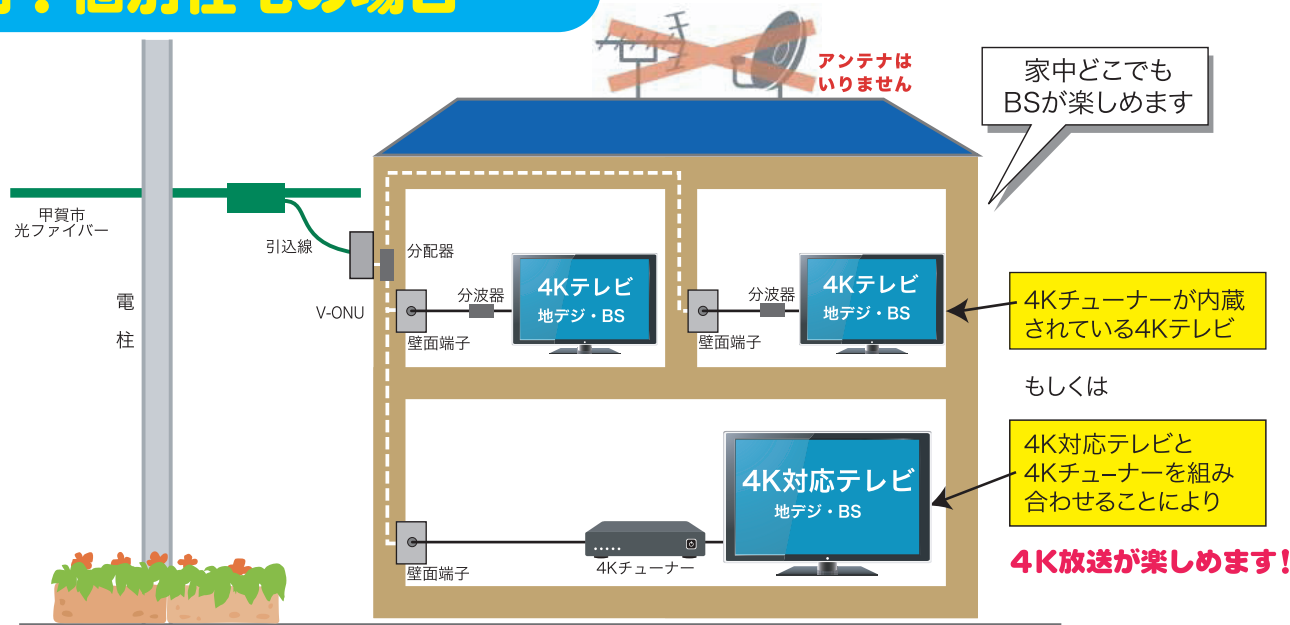 個別住宅の場合
アンテナは
いりません
家中どこでも
BSが楽しめます
甲賀市
光ファイバー
引込線
分配器
V-ONU
電
柱
分波器
4Kテレビ
地デジ・BS
壁面端子
分波器
4Kテレビ
地デジ・BS
壁面端子
4Kチューナーが内蔵
されている4Kテレビ
もしくは
4K対応テレビと
4Kチューナーを組み
合わせることにより
4K放送が楽しめます!
4K対応テレビ
地デジ・BS
4Kチューナー
壁面端子